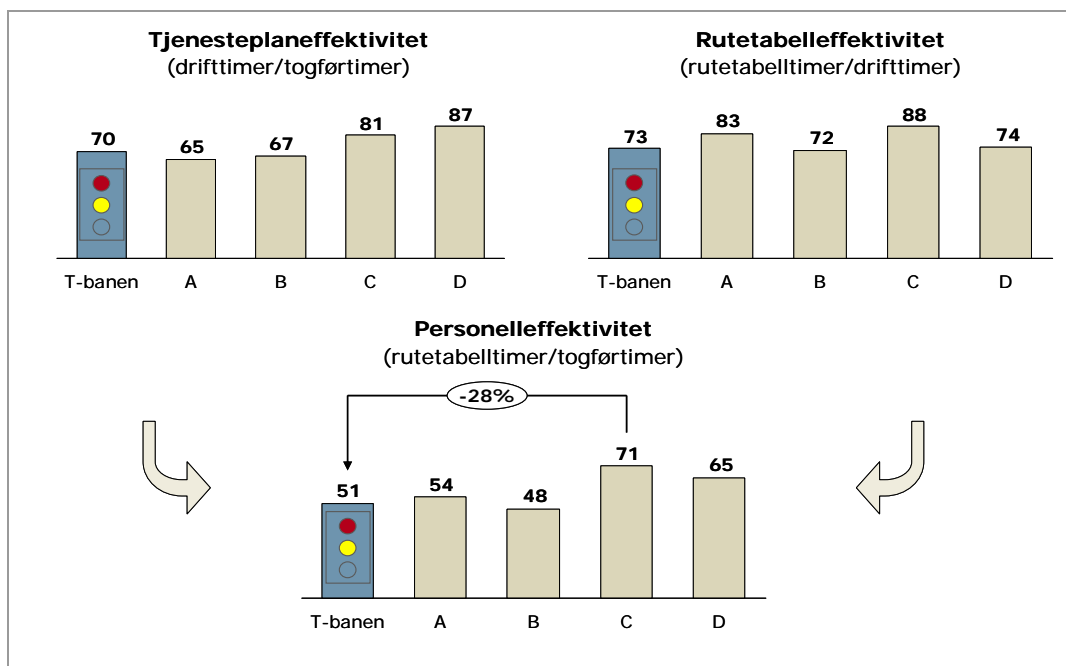 Tjenesteplaneffektivitet
(drifttimer/togførtimer)
70
65
67
81
87
T-banen
A
B
C
D
Rutetabelleffektivitet
(rutetabelltimer/drifttimer)
73
83
72
88
74
T-banen
A
B
C
D
Personelleffektivitet
(rutetabelltimer/togførtimer)
-28%
51
54
48
71
65
T-banen
A
B
C
D